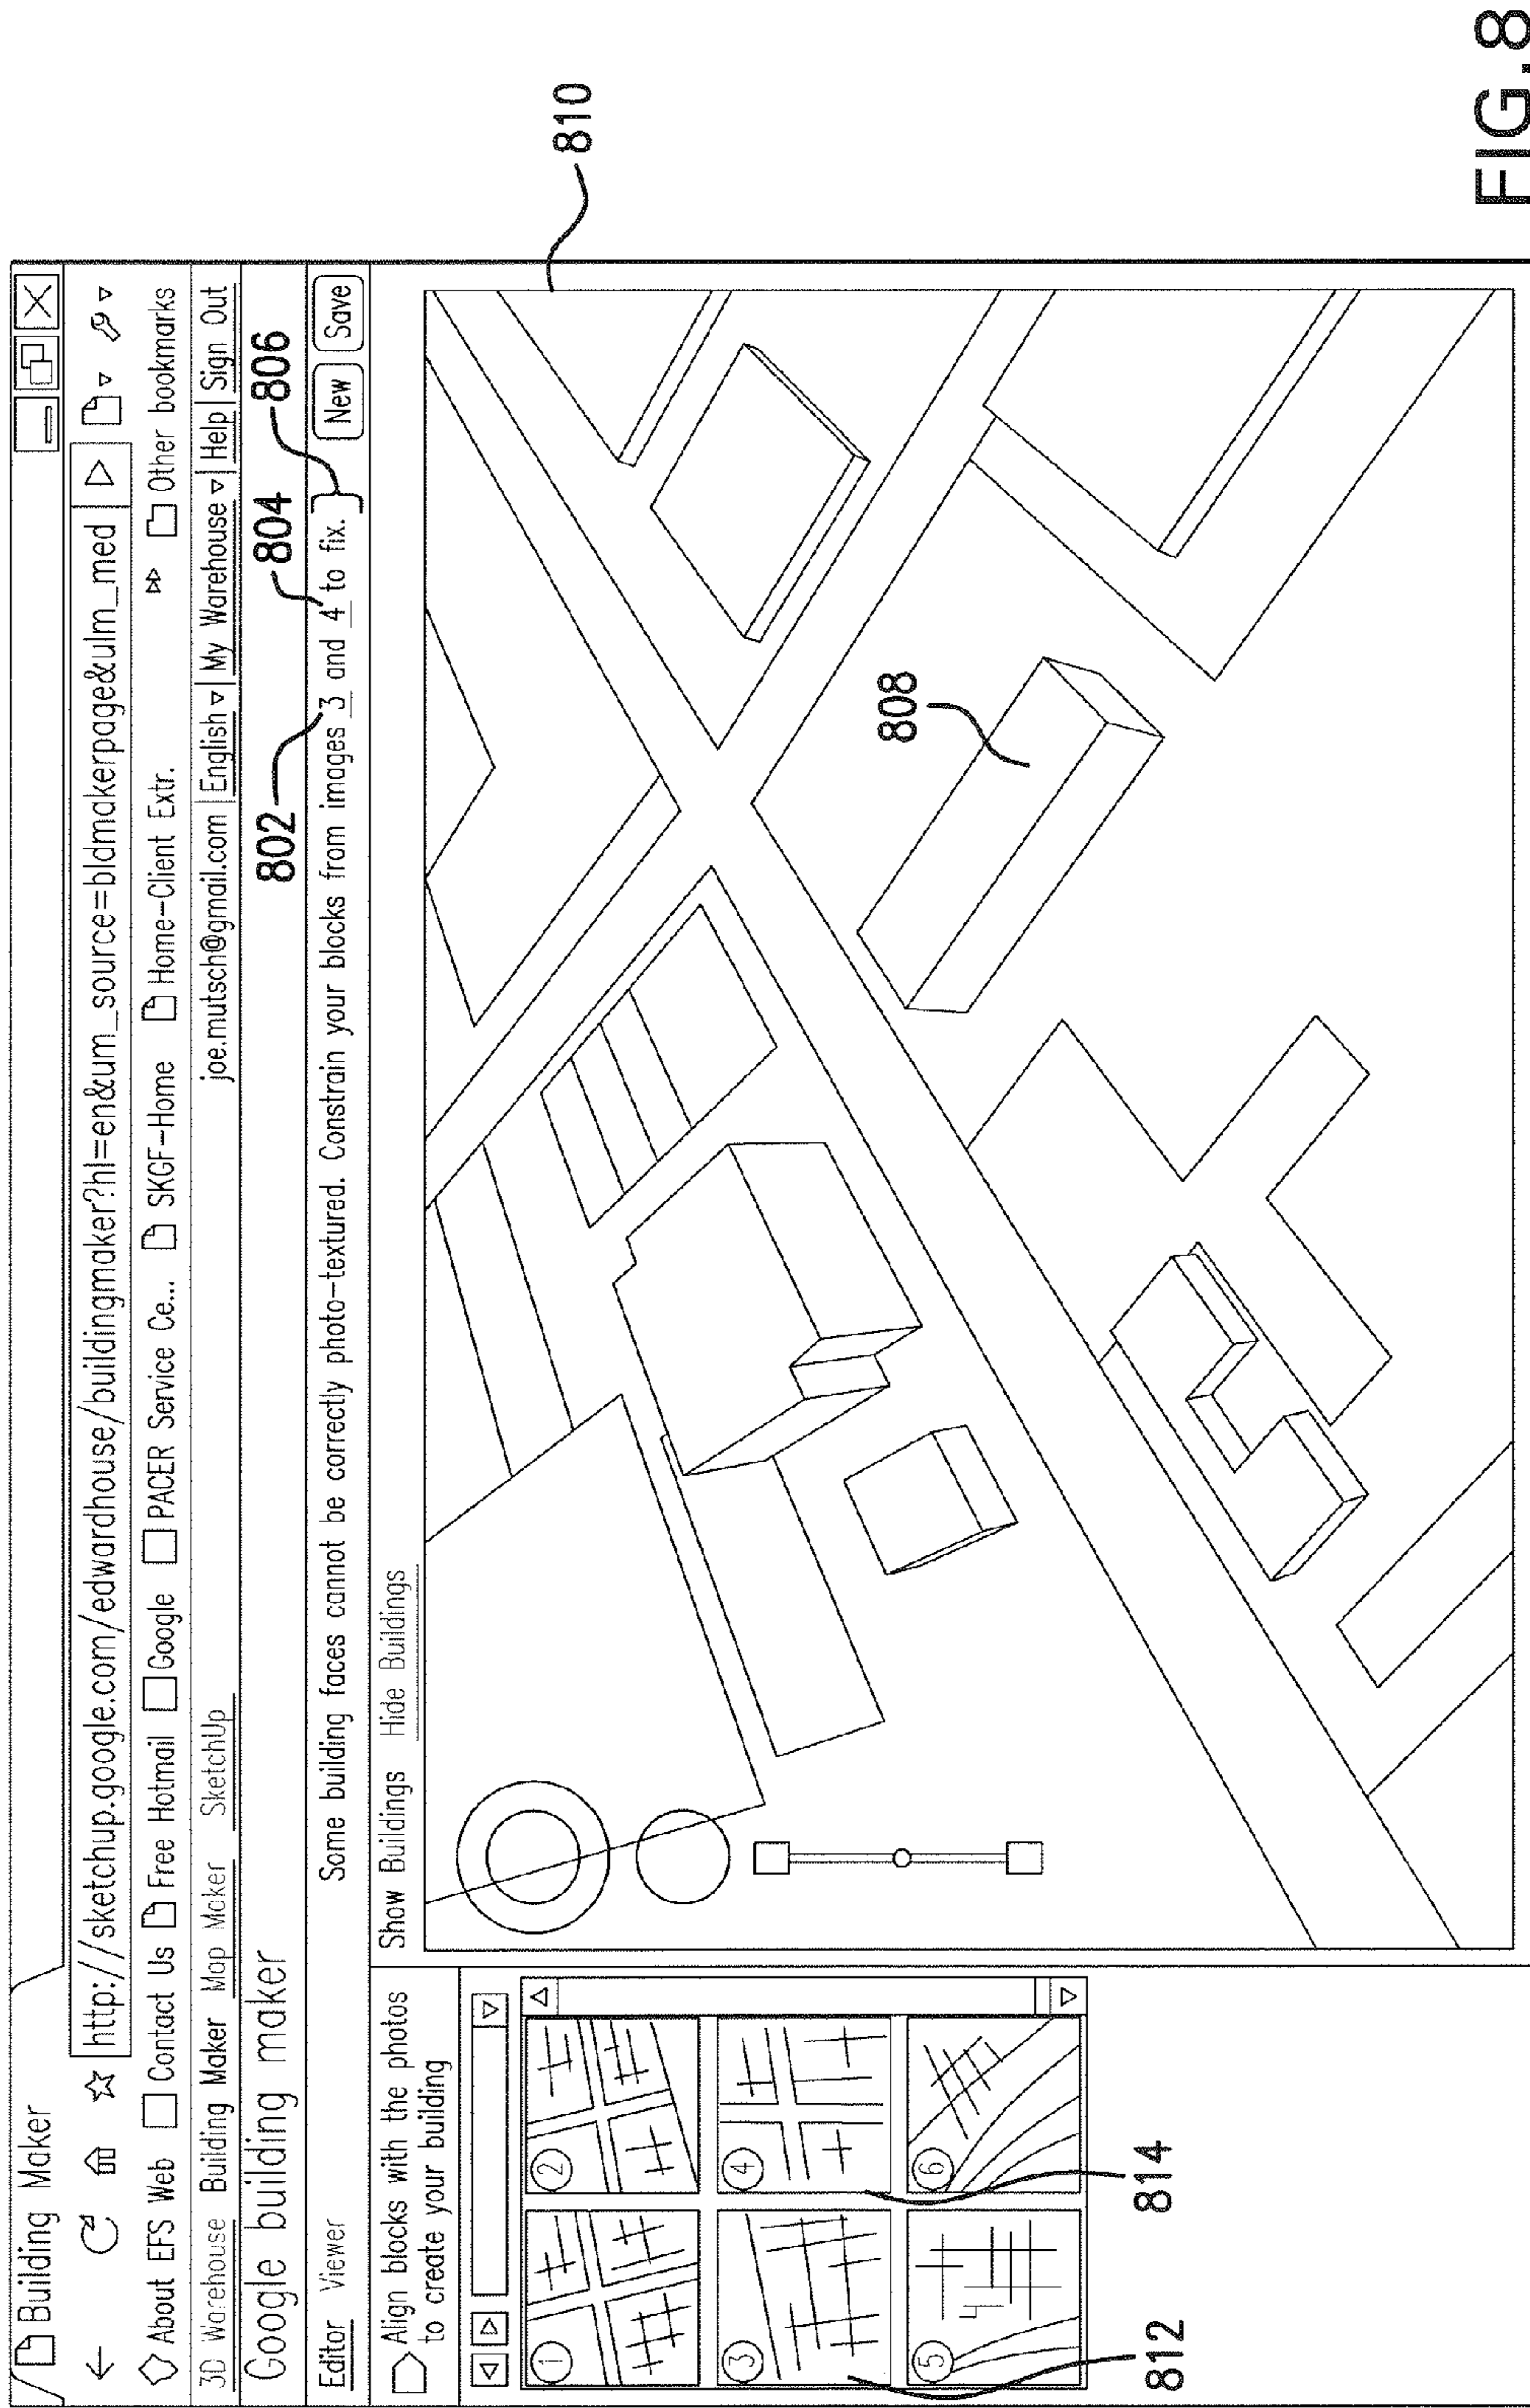 Building Maker
http://sketchup.google.com/edwardhouse/buildingmaker?hl=en&um_source=bldmakerpage&ulm_med
About EFS Web Contact Us Free Hotmail Google PACER Service Ce... SKGF-Home Home-Client Extr. Other bookmarks
3D Warehouse Building Maker Map Maker SketchUp joe.mutsch@gmail.com | English | My Warehouse | Help | Sign Out
Google building maker
802 804 806
Editor Viewer Some building faces cannot be correctly photo-textured. Constrain your blocks from images 3 and 4 to fix. New Save
Align blocks with the photos
to create your building
Show Buildings Hide Buildings
810
1 2
3 4
5 6
808
812 814
FIG.8